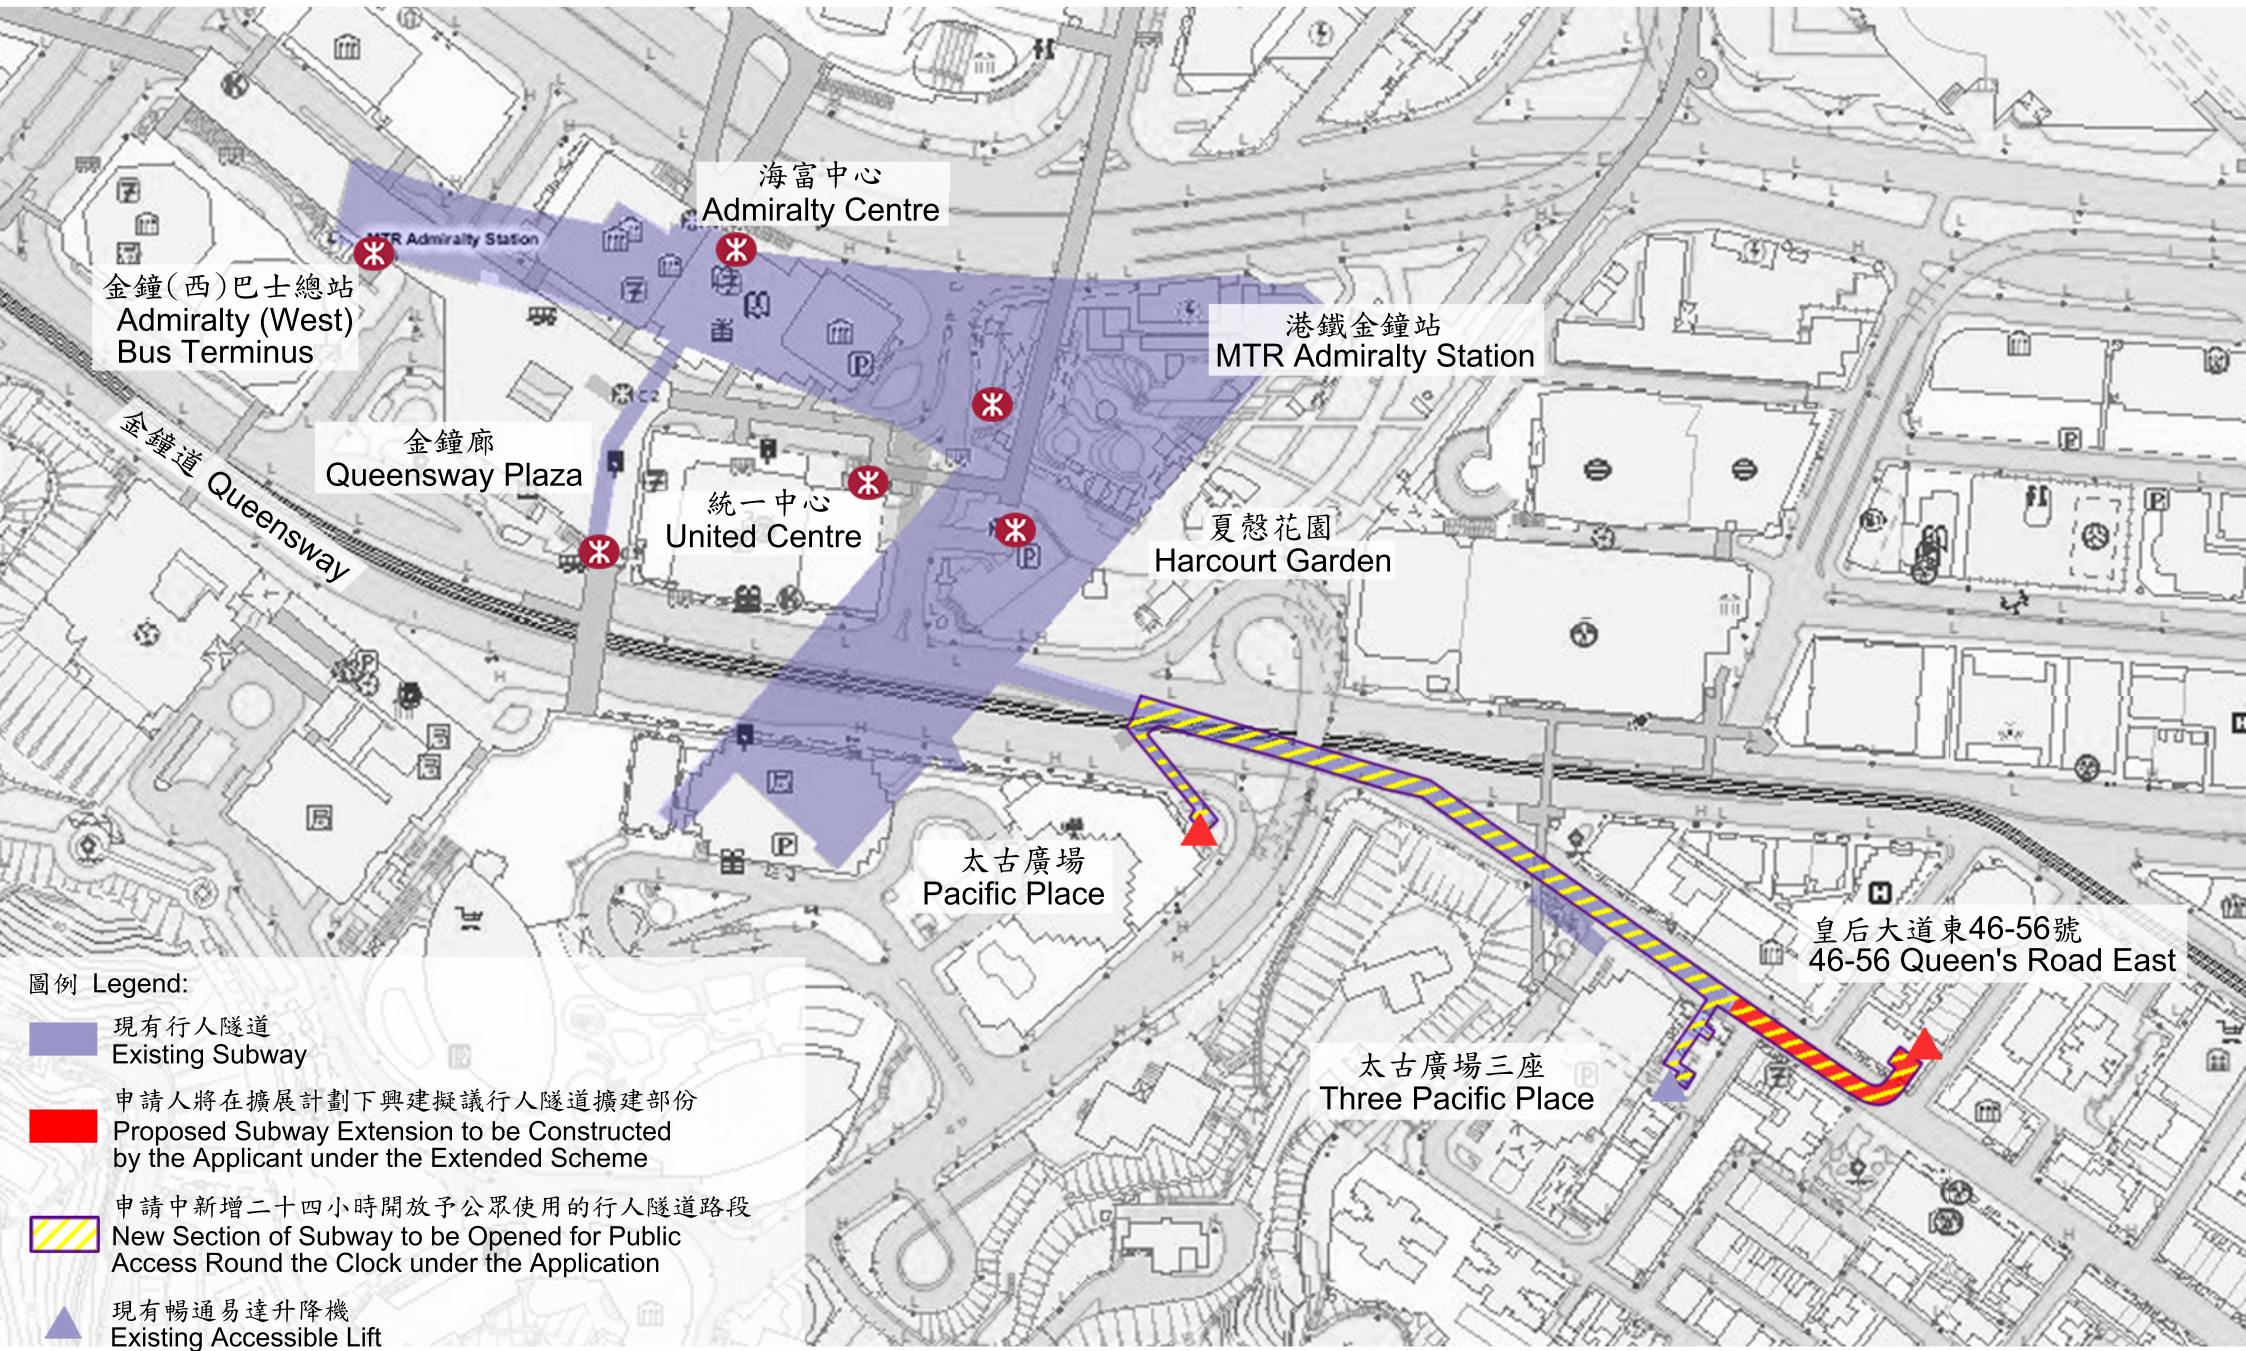 海富中心
Admiralty Centre
MTR Admiralty Station
金鐘(西)巴士總站
Admiralty (West)
Bus Terminus
港鐵金鐘站
MTR Admiralty Station
C2
金鐘道 Queensway
金鐘廊
Queensway Plaza
統一中心
United Centre
夏慤花園
Harcourt Garden
太古廣場
Pacific Place
皇后大道東46-56號
46-56 Queen's Road East
太古廣場三座
Three Pacific Place
圖例 Legend:
現有行人隧道
Existing Subway
申請人將在擴展計劃下興建擬議行人隧道擴建部份
Proposed Subway Extension to be Constructed
by the Applicant under the Extended Scheme
申請中新增二十四小時開放予公眾使用的行人隧道路段
New Section of Subway to be Opened for Public
Access Round the Clock under the Application
現有暢通易達升降機
Existing Accessible Lift